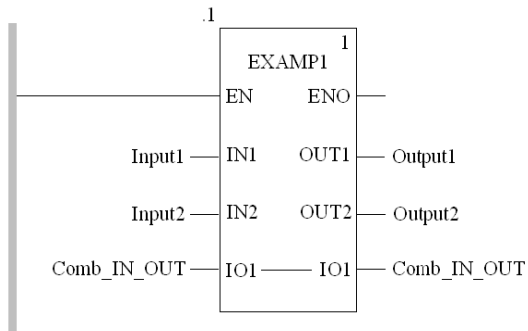 .1
1
EXAMP1
EN ENO
Input1 IN1 OUT1 Output1
Input2 IN2 OUT2 Output2
Comb_IN_OUT IO1 IO1 Comb_IN_OUT